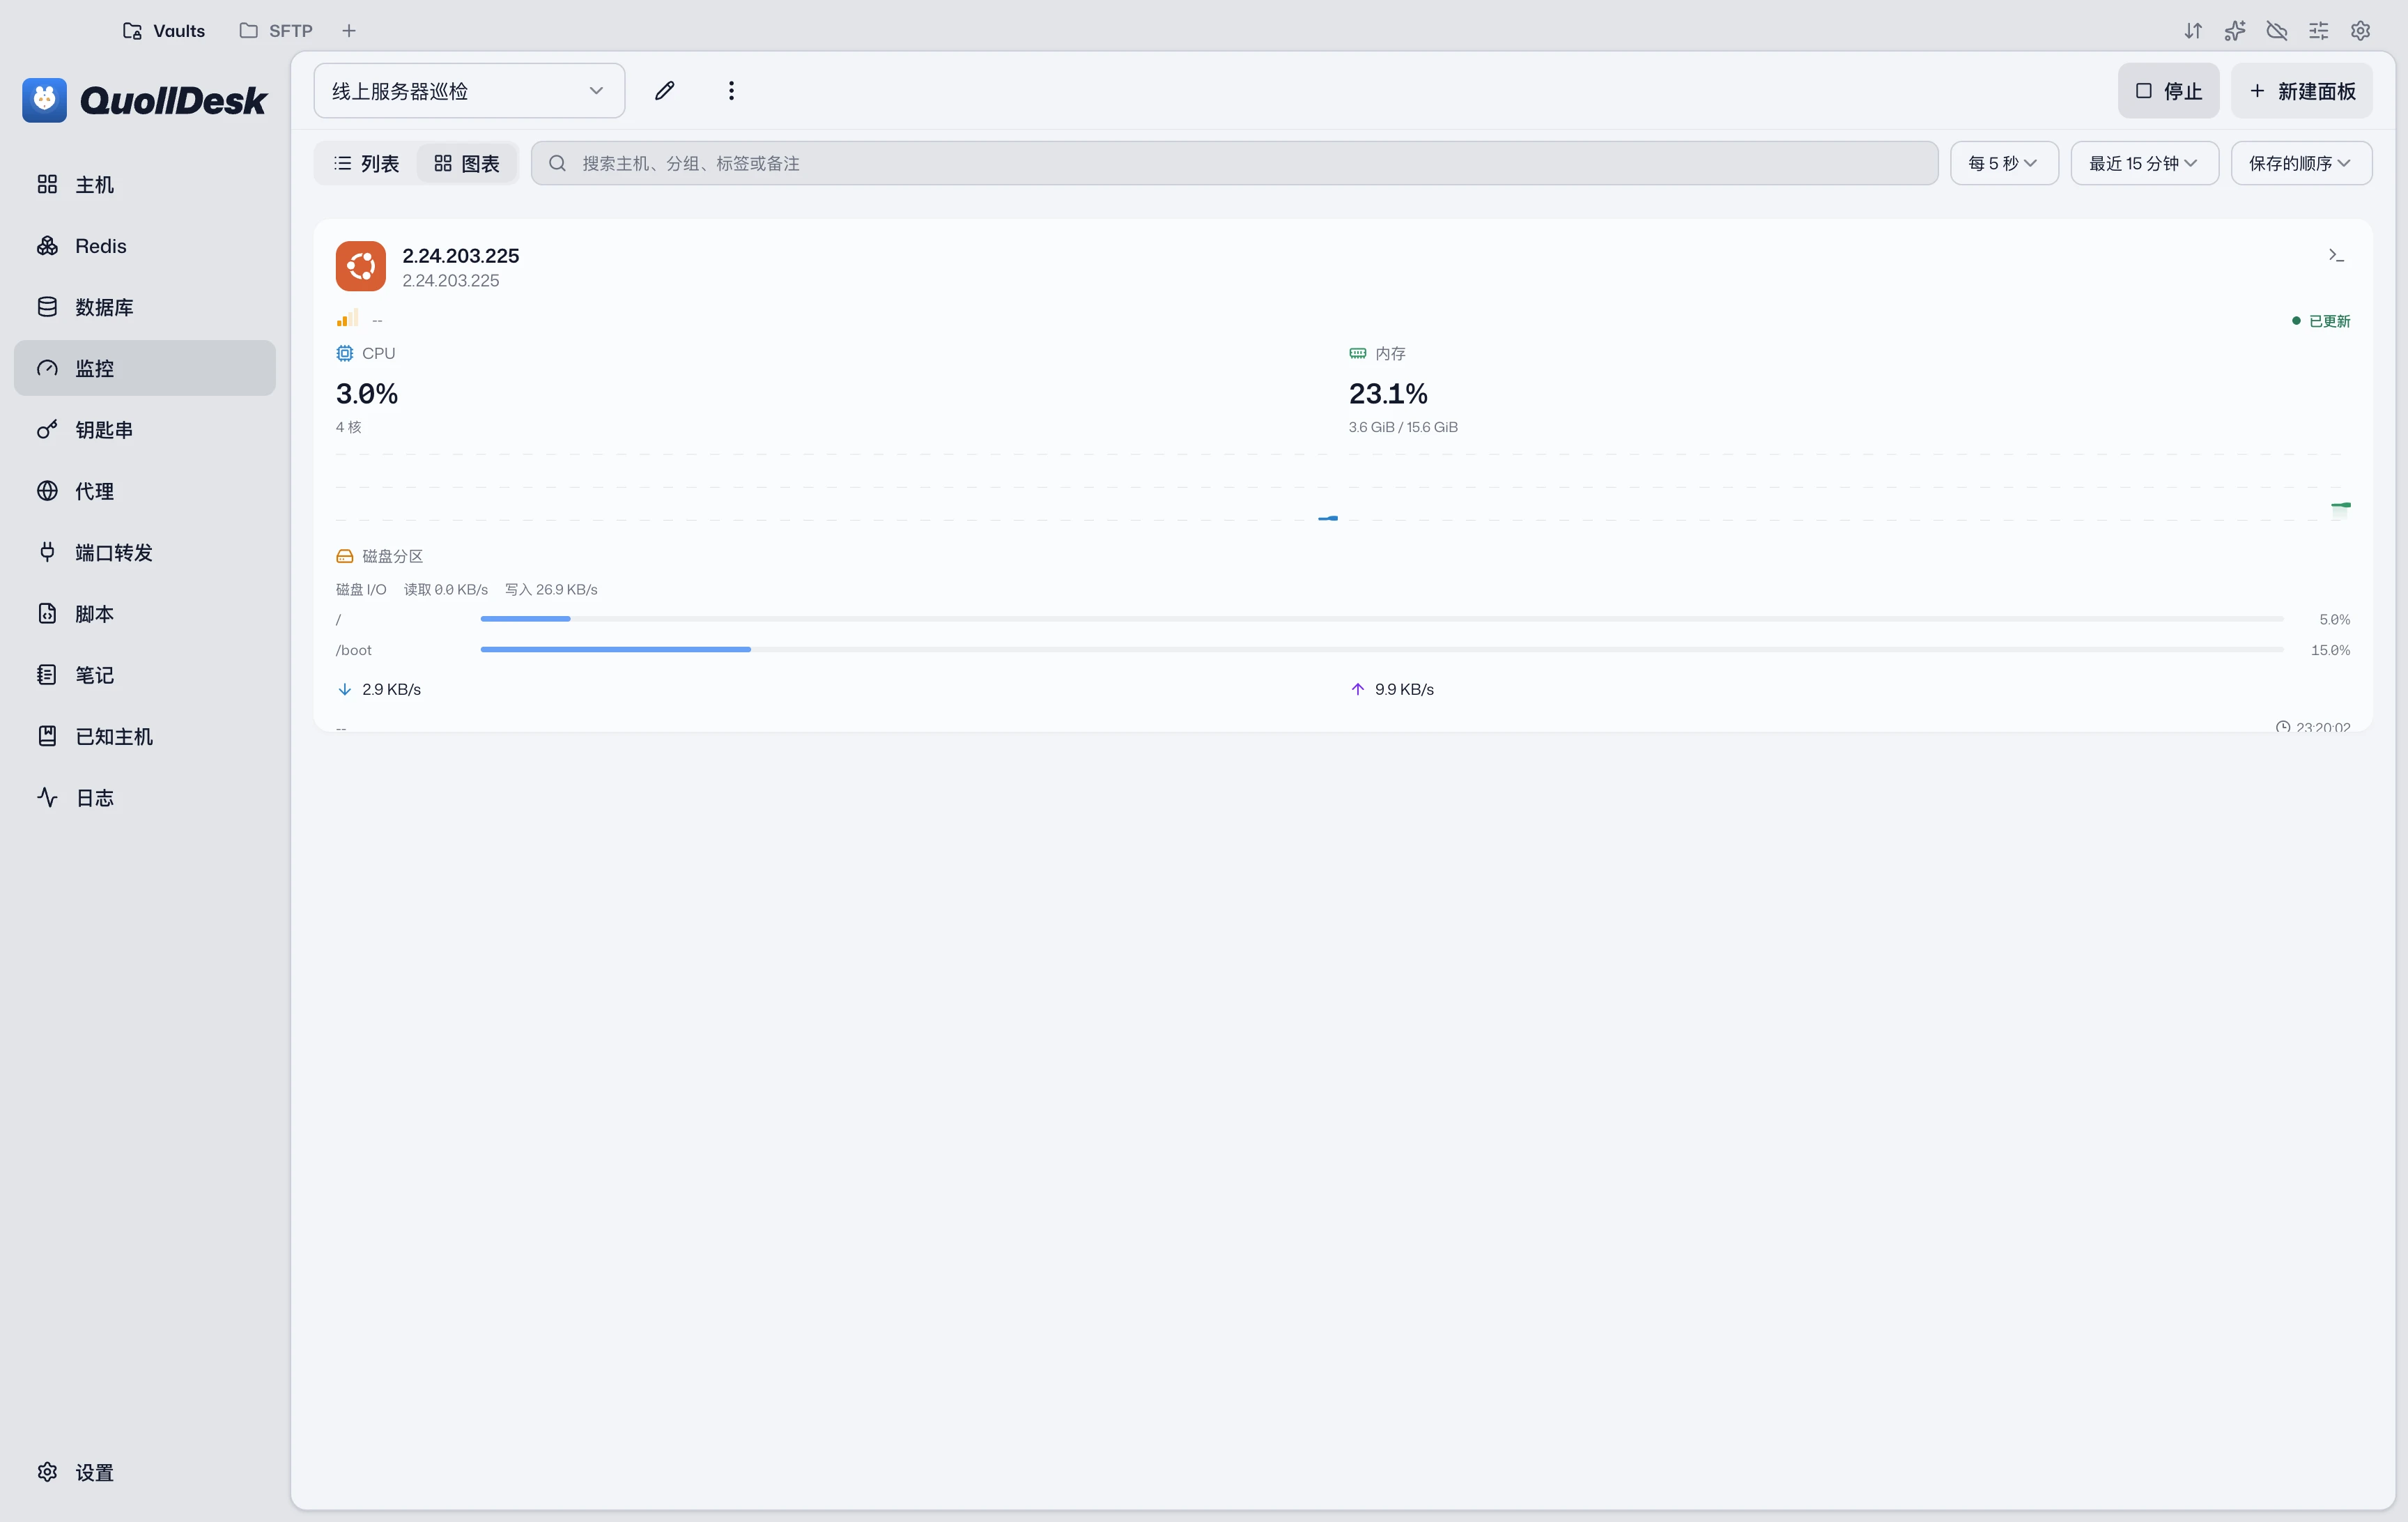 Vaults SFTP
QuollDesk
主机
Redis
数据库
监控
钥匙串
代理
端口转发
脚本
笔记
已知主机
日志
设置
线上服务器巡检
停止 新建面板
列表 图表 搜索主机、分组、标签或备注 每 5 秒 最近 15 分钟 保存的顺序
2.24.203.225
2.24.203.225
-- 已更新
CPU 内存
3.0% 23.1%
4 核 3.6 GiB / 15.6 GiB
磁盘分区
磁盘 I/O 读取 0.0 KB/s 写入 26.9 KB/s
/ 5.0%
/boot 15.0%
2.9 KB/s 9.9 KB/s
-- 23:20:02